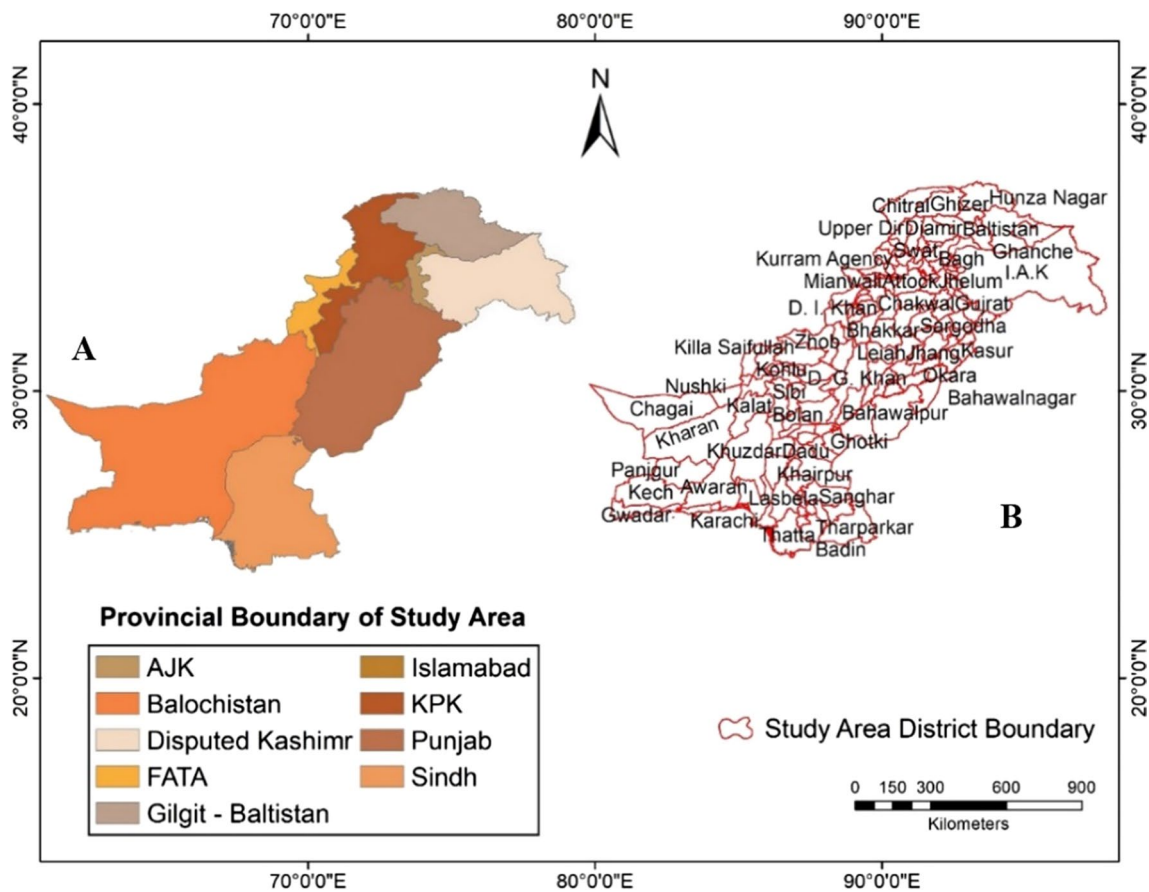 70°0'0"E 80°0'0"E 90°0'0"E
40°0'0"N
40°0'0"N
N
Chitral Ghizer Hunza Nagar
Upper Dir Diamir Baltistan
Swat Ghanche
Kurram Agency Bagh
I.A.K
Mianwali Attock Jhelum
D. I. Khan Chakwal Gujrat
Bhakkar Sargodha
A
Killa Saifullah Zhob
Leiah Jhang Kasur
Kohlu D. G. Khan Okara
30°0'0"N
30°0'0"N
Nushki Sibi
Bahawalnagar
Chagai Kalat Bolan Bahawalpur
Kharan
Khuzdar Dadu Ghotki
Panjgur Khairpur
Kech Awaran Lasbela Sanghar
Gwadar Karachi
B
Thatta Tharparkar
Badin
Provincial Boundary of Study Area
AJK
Balochistan
Disputed Kashimr
FATA
Gilgit - Baltistan
Islamabad
KPK
Punjab
Sindh
20°0'0"N
20°0'0"N
Study Area District Boundary
0 150 300 600 900
Kilometers
70°0'0"E 80°0'0"E 90°0'0"E